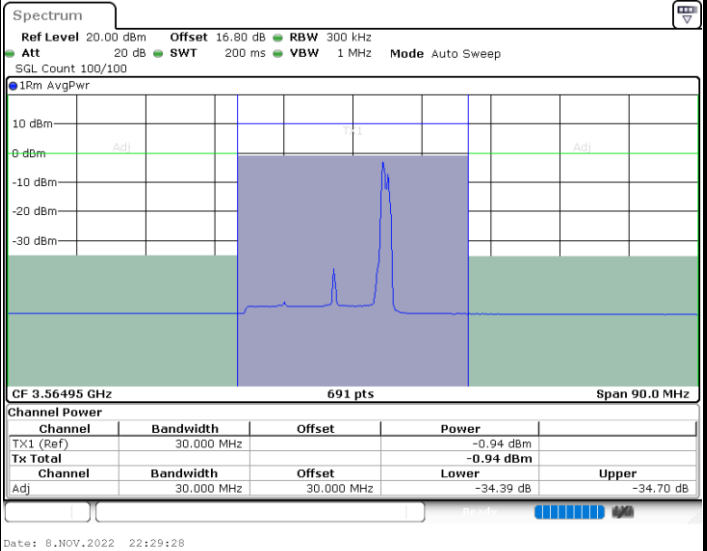 Spectrum
Ref Level 20.00 dBm Offset 16.80 dB RBW 300 kHz
Att 20 dB SWT 200 ms VBW 1 MHz Mode Auto Sweep
SGL Count 100/100
1Rm AvgPwr
10 dBm
TX1
Adj Adj
0 dBm
-10 dBm
-20 dBm
-30 dBm
CF 3.56495 GHz 691 pts Span 90.0 MHz
Channel Power
Channel Bandwidth Offset Power
TX1 (Ref) 30.000 MHz -0.94 dBm
Tx Total -0.94 dBm
Channel Bandwidth Offset Lower Upper
Adj 30.000 MHz 30.000 MHz -34.39 dB -34.70 dB
Ready
Date: 8.NOV.2022 22:29:28